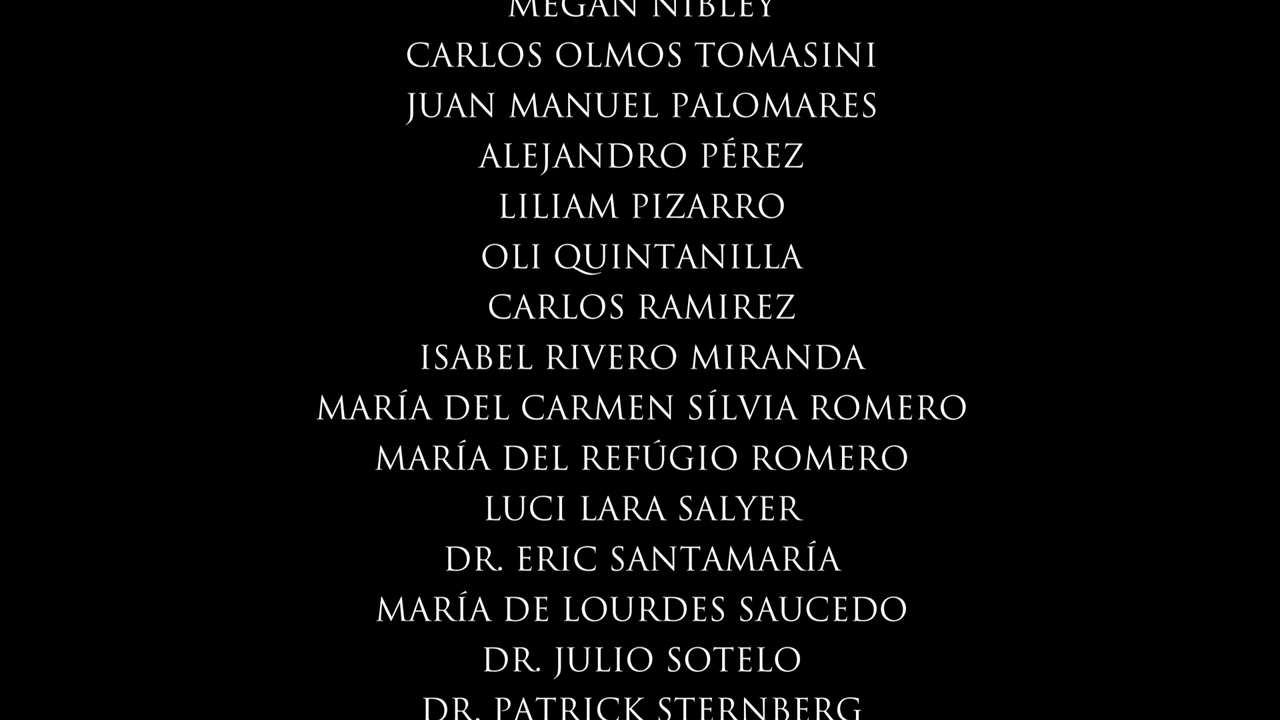 MEGAN NIBLEY
CARLOS OLMOS TOMASINI
JUAN MANUEL PALOMARES
ALEJANDRO PÉREZ
LILIAM PIZARRO
OLI QUINTANILLA
CARLOS RAMIREZ
ISABEL RIVERO MIRANDA
MARÍA DEL CARMEN SÍLVIA ROMERO
MARÍA DEL REFÚGIO ROMERO
LUCI LARA SALYER
DR. ERIC SANTAMARÍA
MARÍA DE LOURDES SAUCEDO
DR. JULIO SOTELO
DR. PATRICK STERNBERG